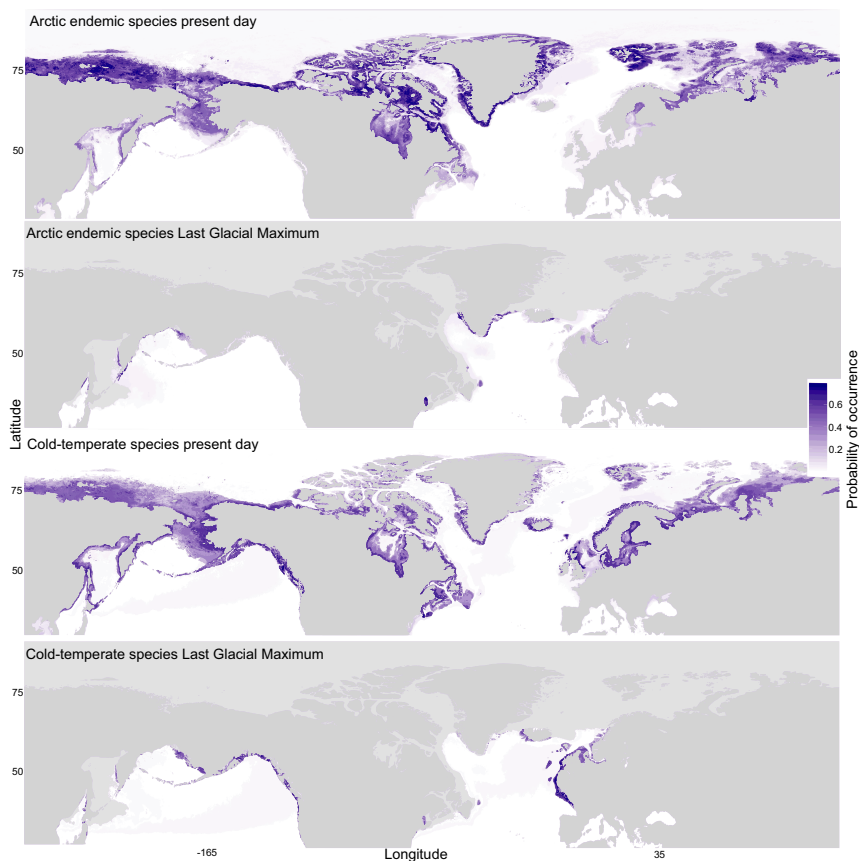 Arctic endemic species present day
75
50
Arctic endemic species Last Glacial Maximum
75
50
Probability of occurrence
0.6
0.4
0.2
Latitude
Cold-temperate species present day
75
50
Cold-temperate species Last Glacial Maximum
75
50
-165
Longitude
35